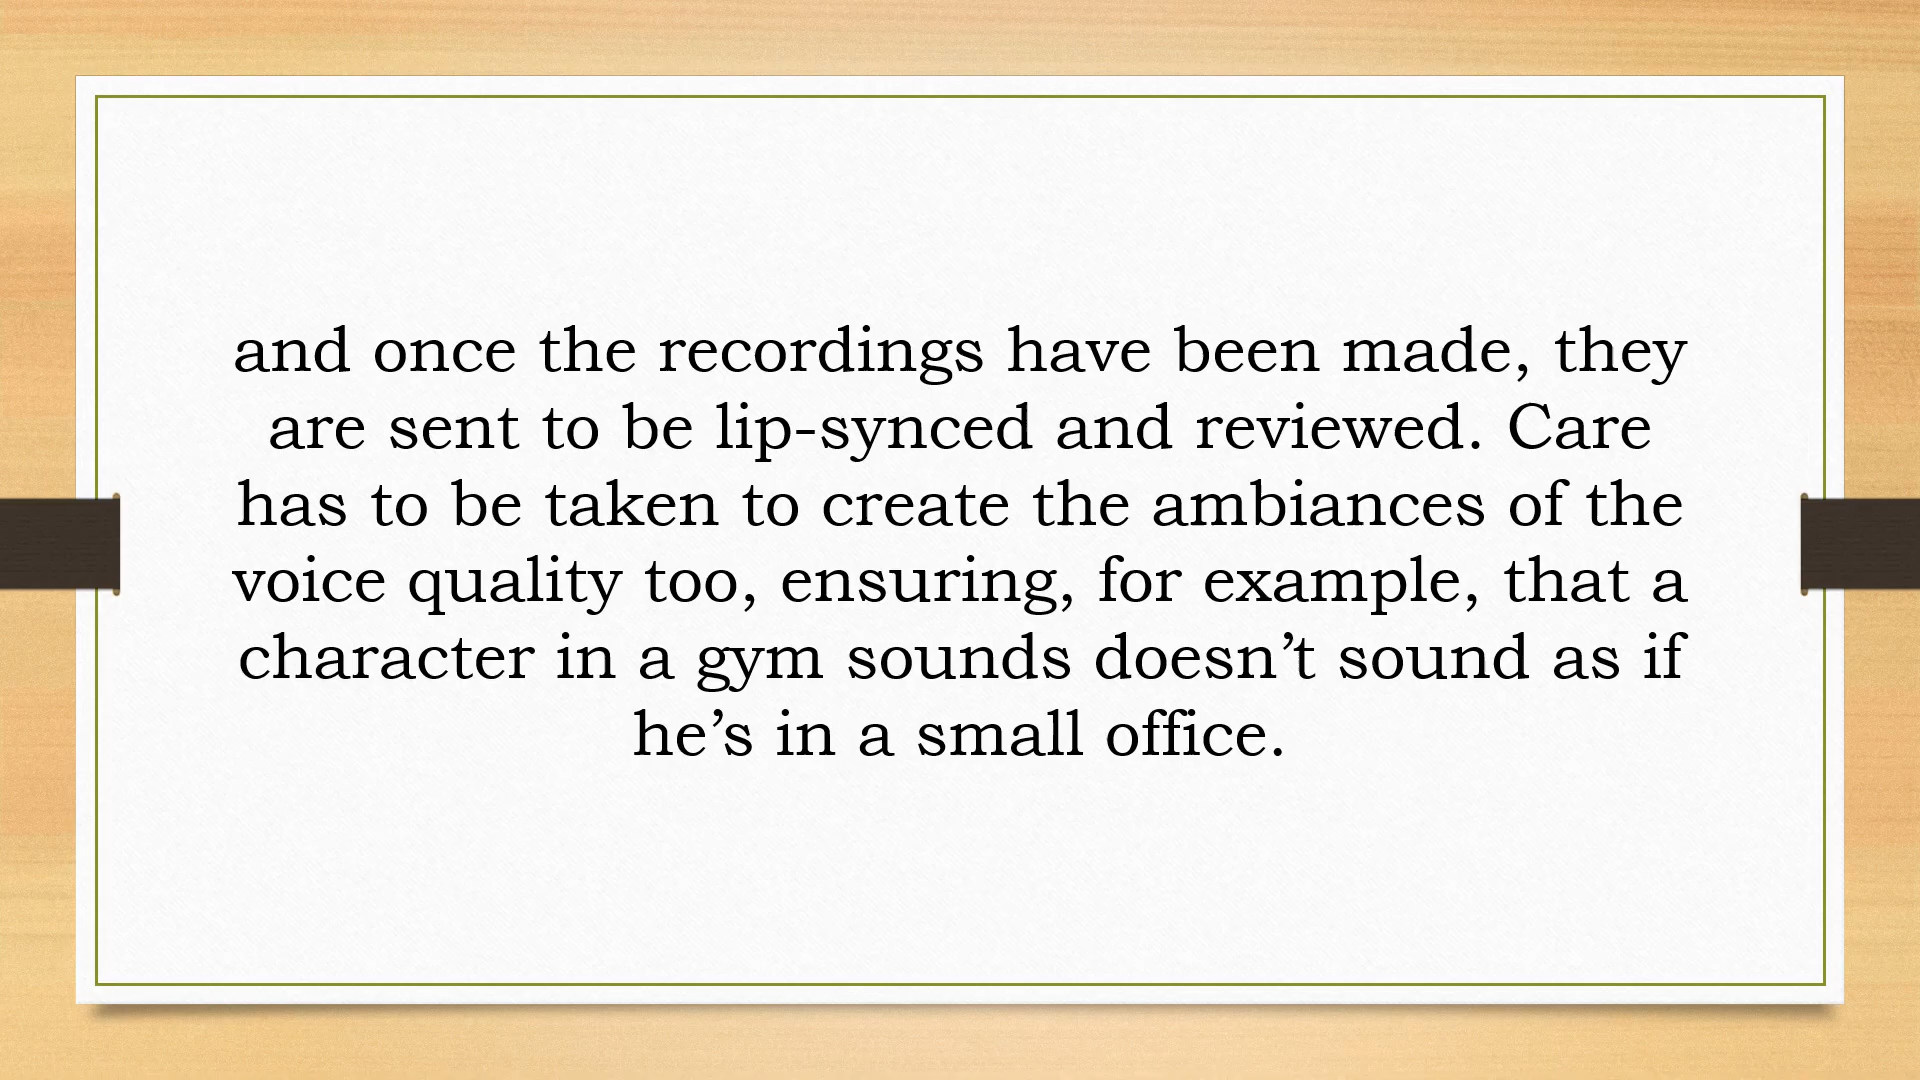 and once the recordings have been made, they
are sent to be lip-synced and reviewed. Care
has to be taken to create the ambiances of the
voice quality too, ensuring, for example, that a
character in a gym sounds doesn’t sound as if
he’s in a small office.